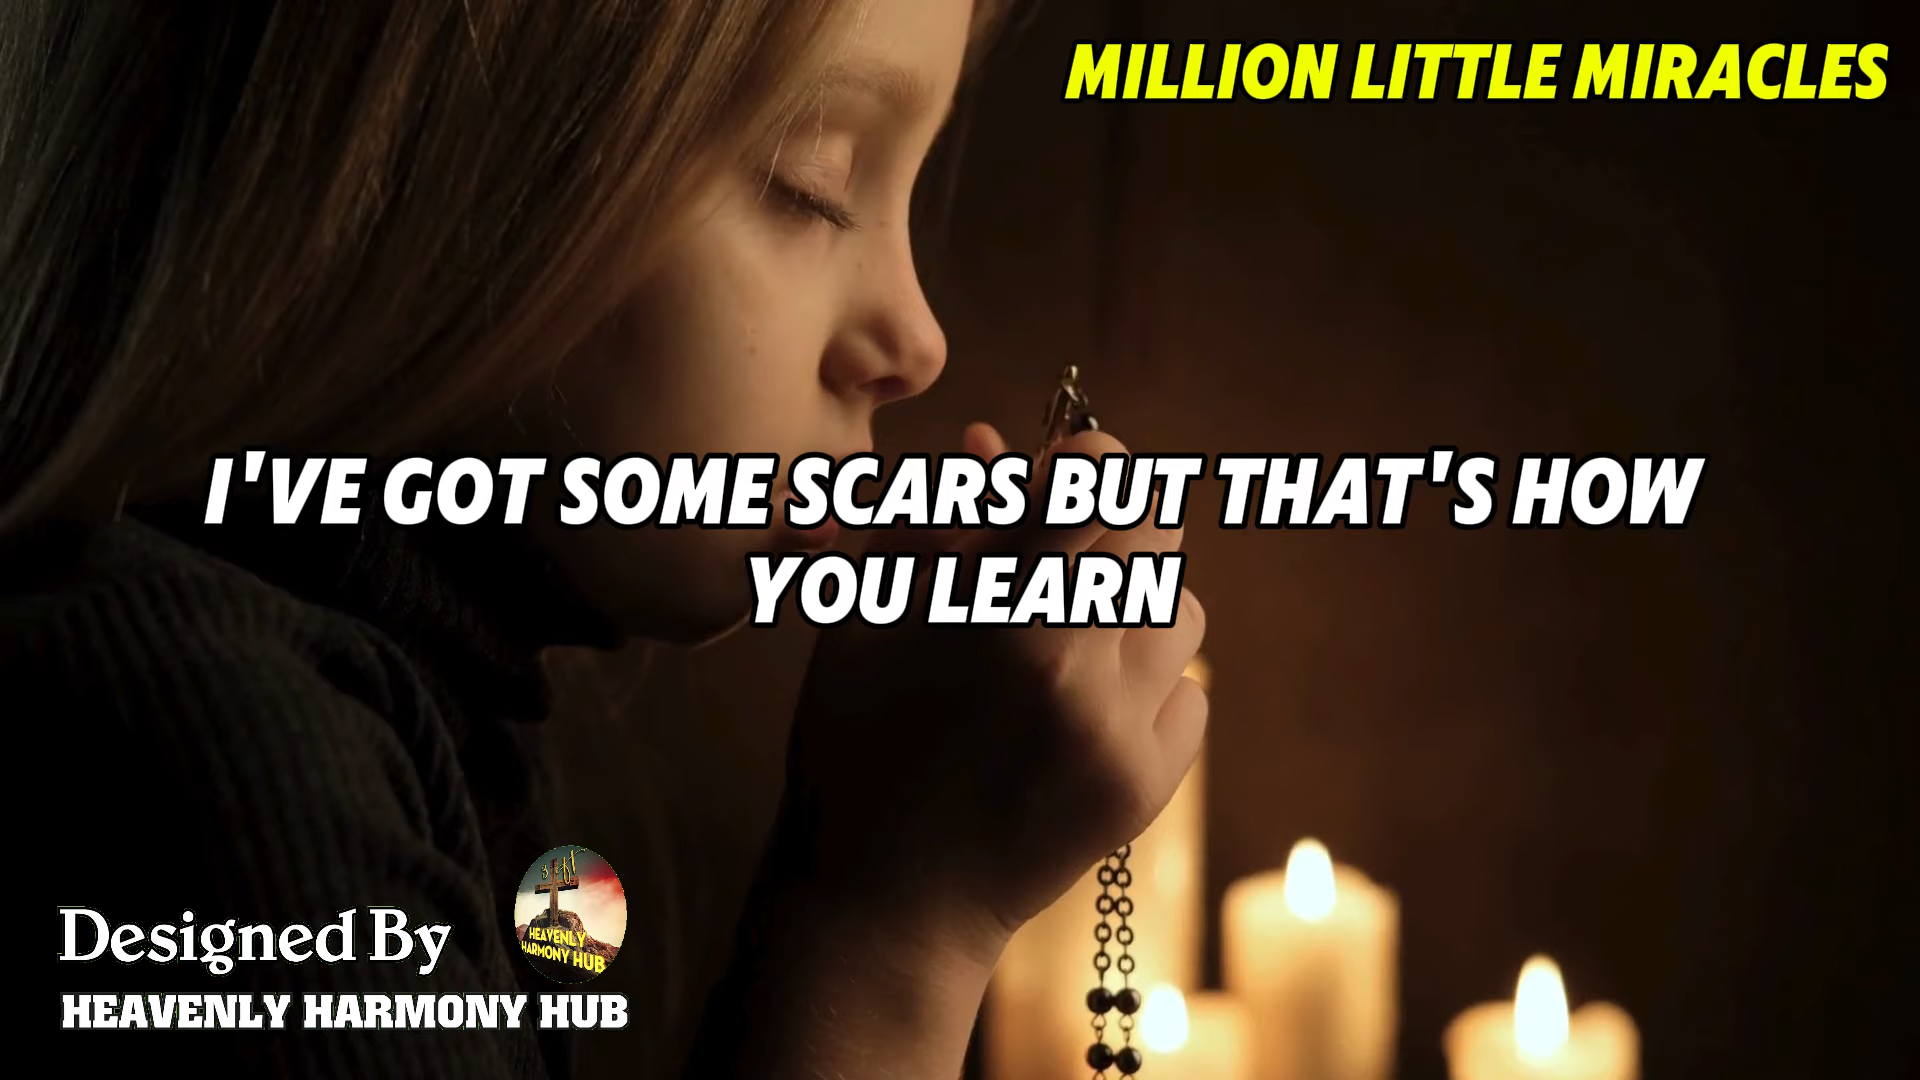 MILLION LITTLE MIRACLES
I'VE GOT SOME SCARS BUT THAT'S HOW
YOU LEARN
Designed By
HEAVENLY
HARMONY HUB
HEAVENLY HARMONY HUB